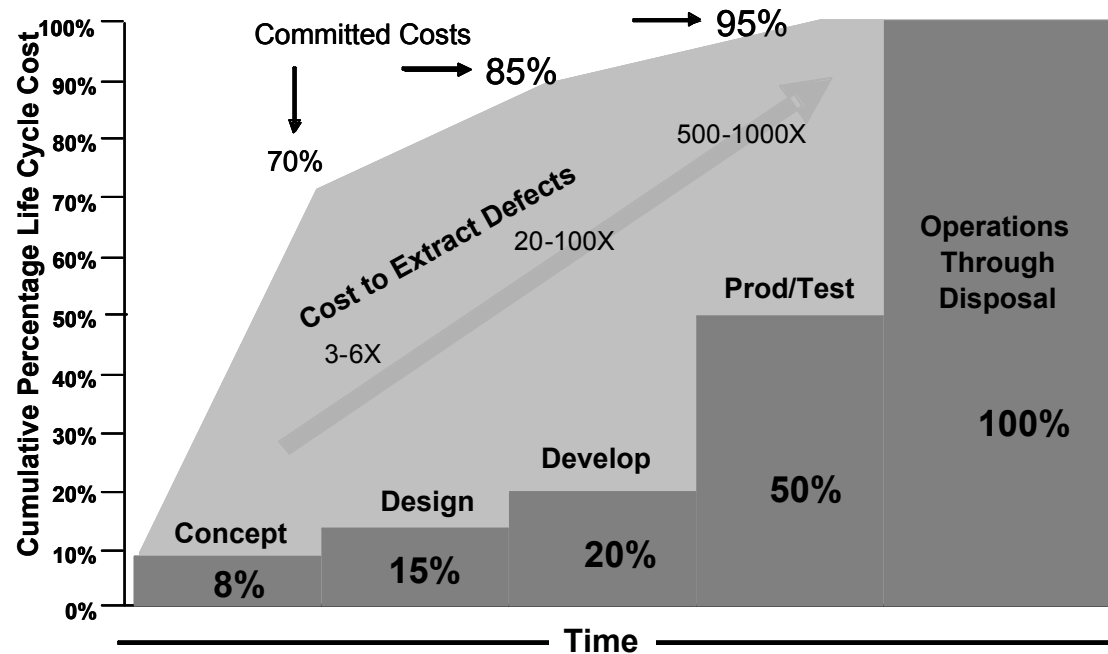 Cumulative Percentage Life Cycle Cost
100%
90%
80%
70%
60%
50%
40%
30%
20%
10%
0%
Committed Costs
70%
85%
95%
Cost to Extract Defects
3-6X
20-100X
500-1000X
Concept
8%
Design
15%
Develop
20%
Prod/Test
50%
Operations
Through
Disposal
100%
Time